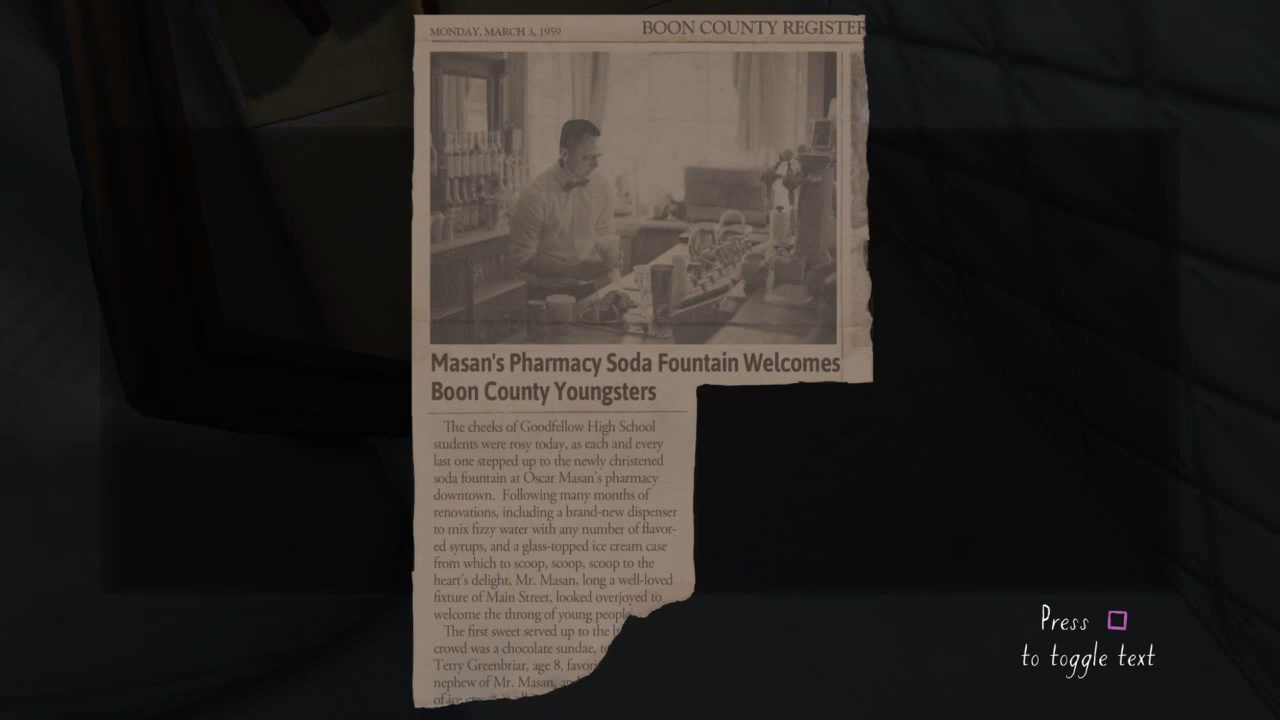 MONDAY, MARCH 3, 1959
BOON COUNTY REGISTER
Masan's Pharmacy Soda Fountain Welcomes
Boon County Youngsters
The cheeks of Goodfellow High School
students were rosy today, as each and every
last one stepped up to the newly christened
soda fountain at Oscar Masan's pharmacy
downtown. Following many months of
renovations, including a brand-new dispenser
to mix fizzy water with any number of flavor-
ed syrups, and a glass-topped ice cream case
from which to scoop, scoop, scoop to the
heart's delight, Mr. Masan, long a well-loved
fixture of Main Street, looked overjoyed to
welcome the throng of young people
The first sweet served up to the
crowd was a chocolate sundae,
Terry Greenbriar, age 8,
nephew of Mr. Masan,
of ice
Press
to toggle text